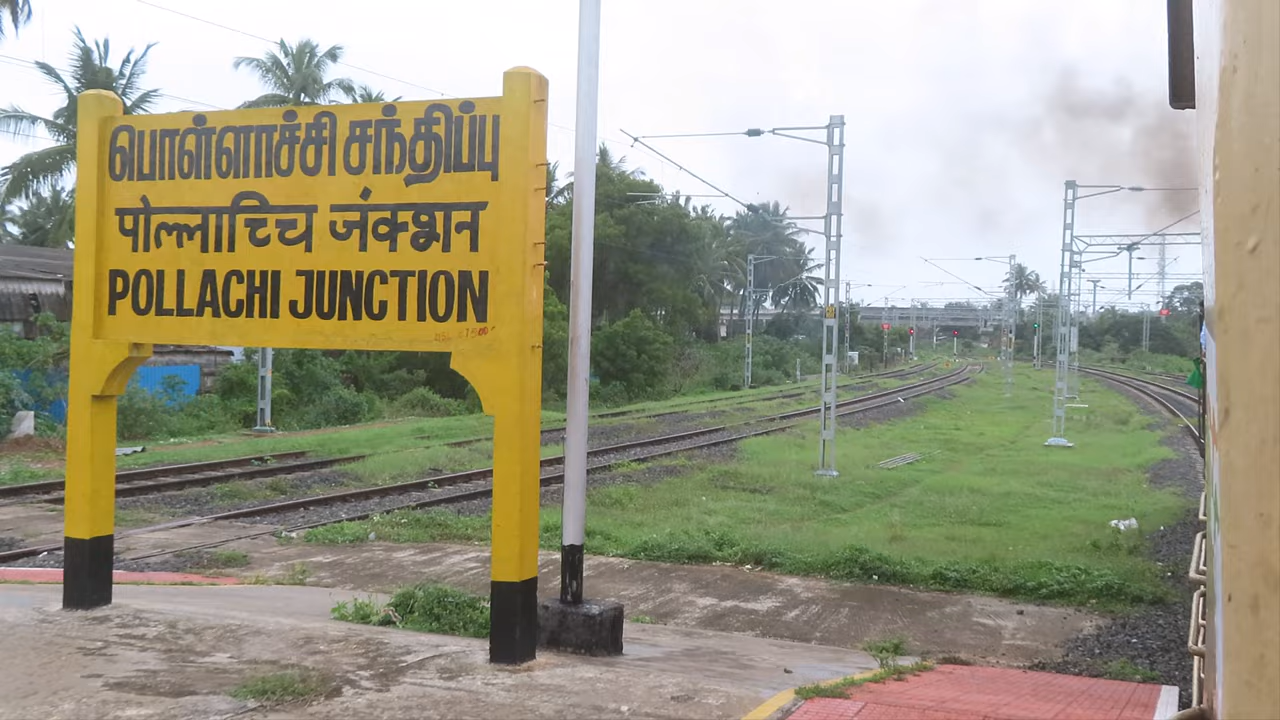 பொள்ளாச்சி சந்திப்பு
पोल्लाच्चि जंक्शन
POLLACHI JUNCTION